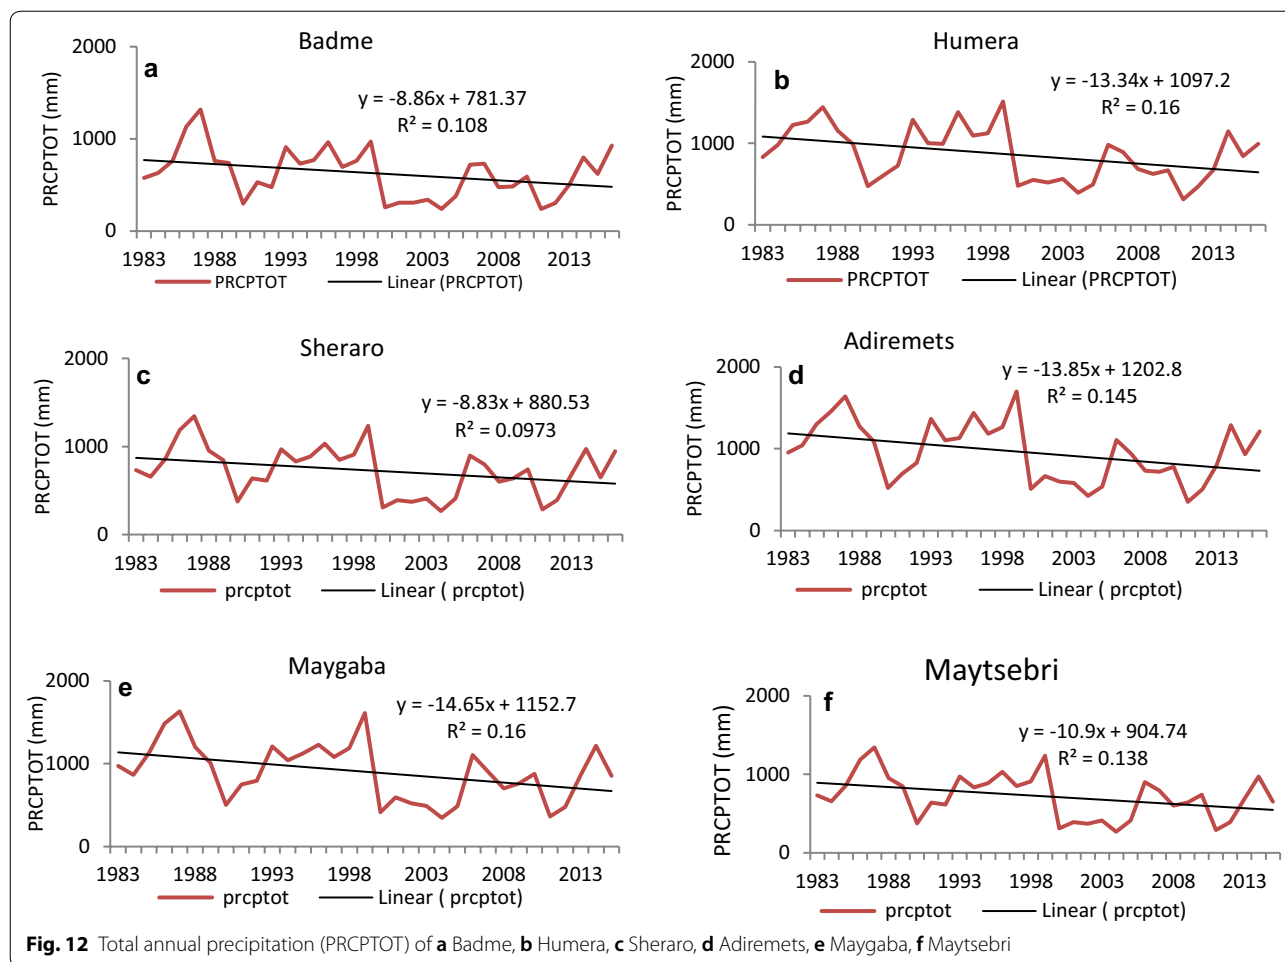 Badme
a
y = -8.86x + 781.37
R² = 0.108
PRCPTOT (mm)
2000
1000
0
1983 1988 1993 1998 2003 2008 2013
PRCPTOT Linear (PRCPTOT)
Humera
b
y = -13.34x + 1097.2
R² = 0.16
PRCPTOT (mm)
2000
1000
0
1983 1988 1993 1998 2003 2008 2013
PRCPTOT Linear (PRCPTOT)
Sheraro
c
y = -8.83x + 880.53
R² = 0.0973
PRCPTOT (mm)
2000
1000
0
1983 1988 1993 1998 2003 2008 2013
prcptot Linear ( prcptot)
Adiremets
d
y = -13.85x + 1202.8
R² = 0.145
PRCPTOT (mm)
2000
1000
0
1983 1988 1993 1998 2003 2008 2013
prcptot Linear ( prcptot)
Maygaba
e
y = -14.65x + 1152.7
R² = 0.16
PRCPTOT (mm)
2000
1000
0
1983 1988 1993 1998 2003 2008 2013
prcptot Linear ( prcptot)
Maytsebri
f
y = -10.9x + 904.74
R² = 0.138
PRCPTOT (mm)
2000
1000
0
1983 1988 1993 1998 2003 2008 2013
prcptot Linear ( prcptot)
Fig. 12 Total annual precipitation (PRCPTOT) of a Badme, b Humera, c Sheraro, d Adiremets, e Maygaba, f Maytsebri